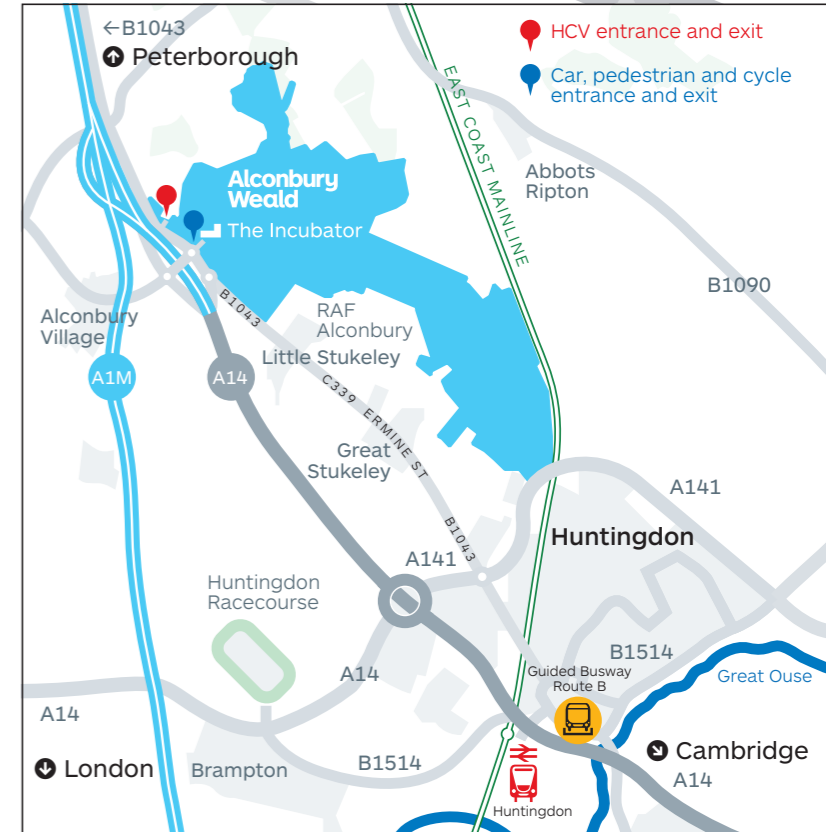 ←B1043
Peterborough
HCV entrance and exit
Car, pedestrian and cycle
entrance and exit
EAST COAST MAINLINE
Abbots
Ripton
Alconbury
Weald
The Incubator
B1090
B1043
RAF
Alconbury
Alconbury
Village
Little Stukeley
A1M
A14
C339 ERMINE ST
Great
Stukeley
A141
B1043
Huntingdon
A141
Huntingdon
Racecourse
B1514
Guided Busway
Route B
Great Ouse
A14
A14
London
Brampton
B1514
Cambridge
A14
Huntingdon